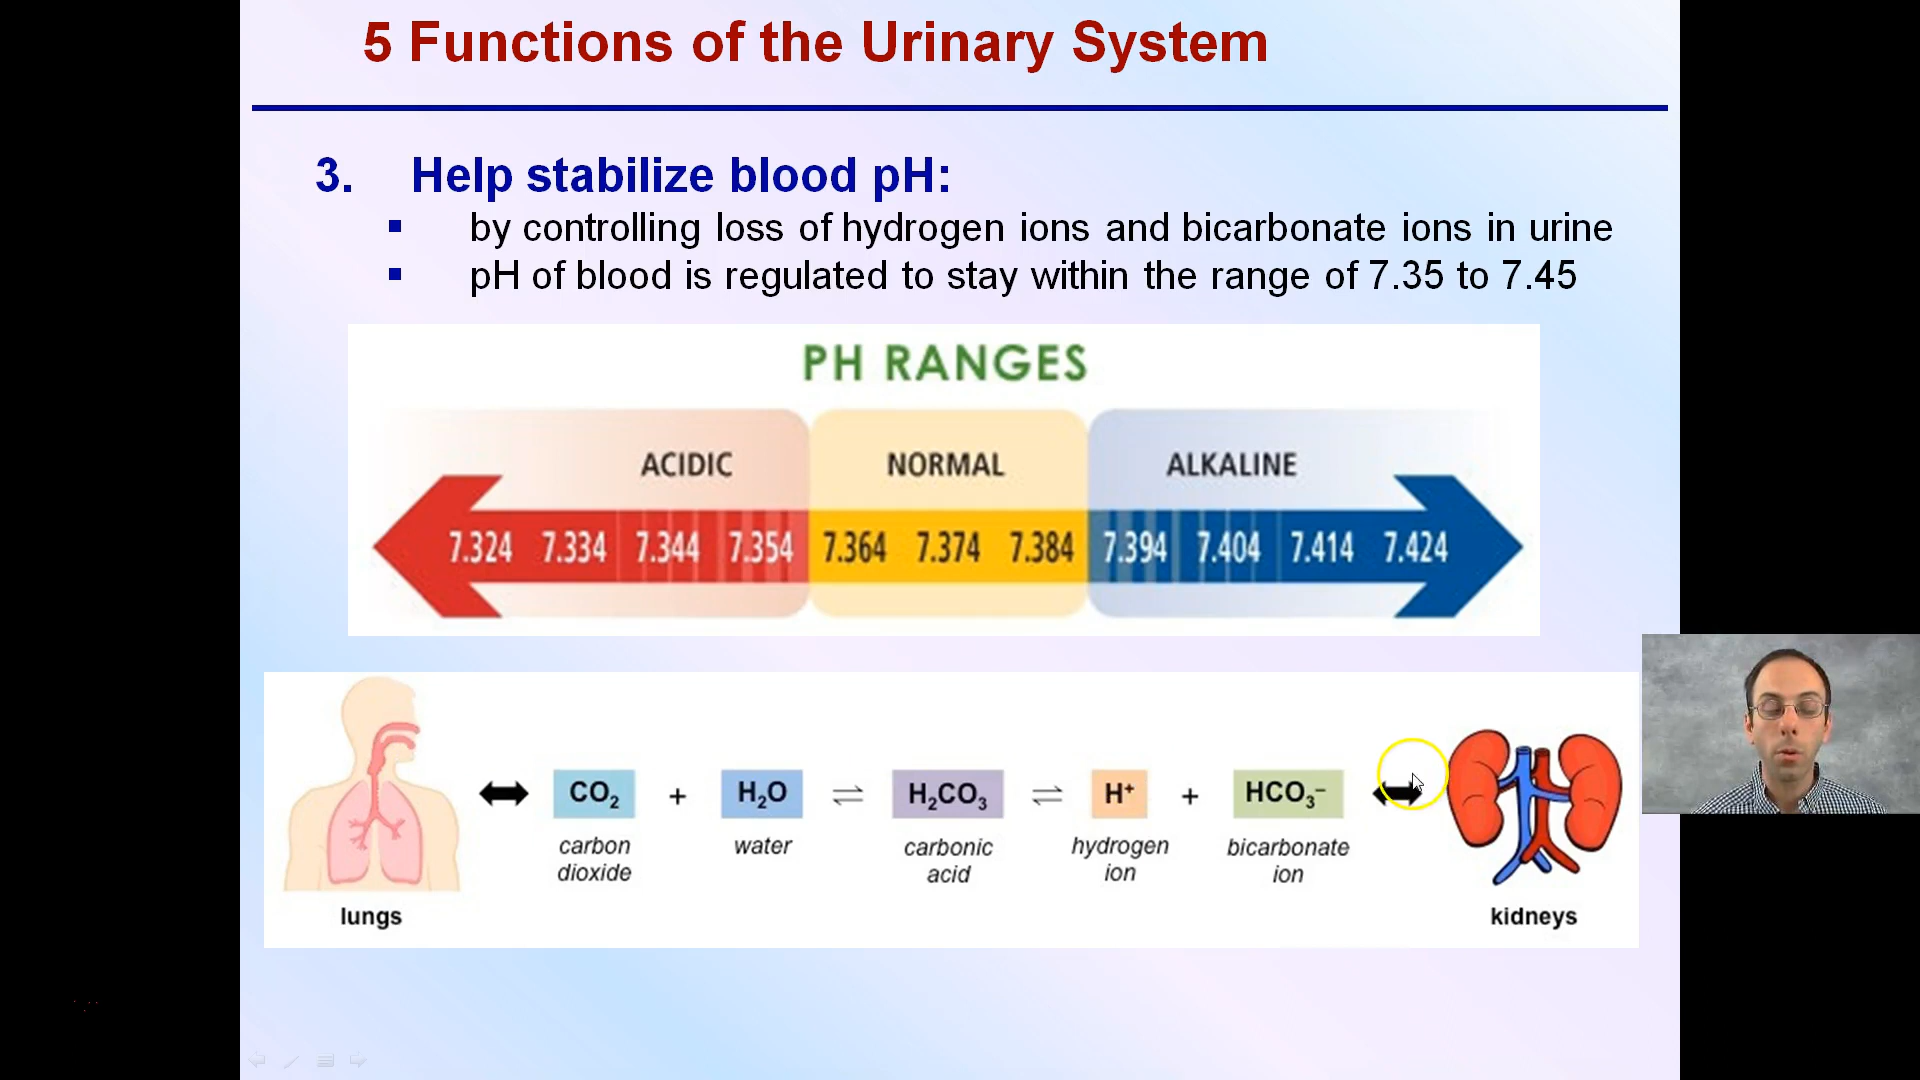 5 Functions of the Urinary System
3. Help stabilize blood pH:
▪ by controlling loss of hydrogen ions and bicarbonate ions in urine
▪ pH of blood is regulated to stay within the range of 7.35 to 7.45
PH RANGES
ACIDIC NORMAL ALKALINE
7.324 7.334 7.344 7.354 7.364 7.374 7.384 7.394 7.404 7.414 7.424
CO₂ + H₂O ⇌ H₂CO₃ ⇌ H⁺ + HCO₃⁻
carbon dioxide
water
carbonic acid
hydrogen ion
bicarbonate ion
lungs
kidneys